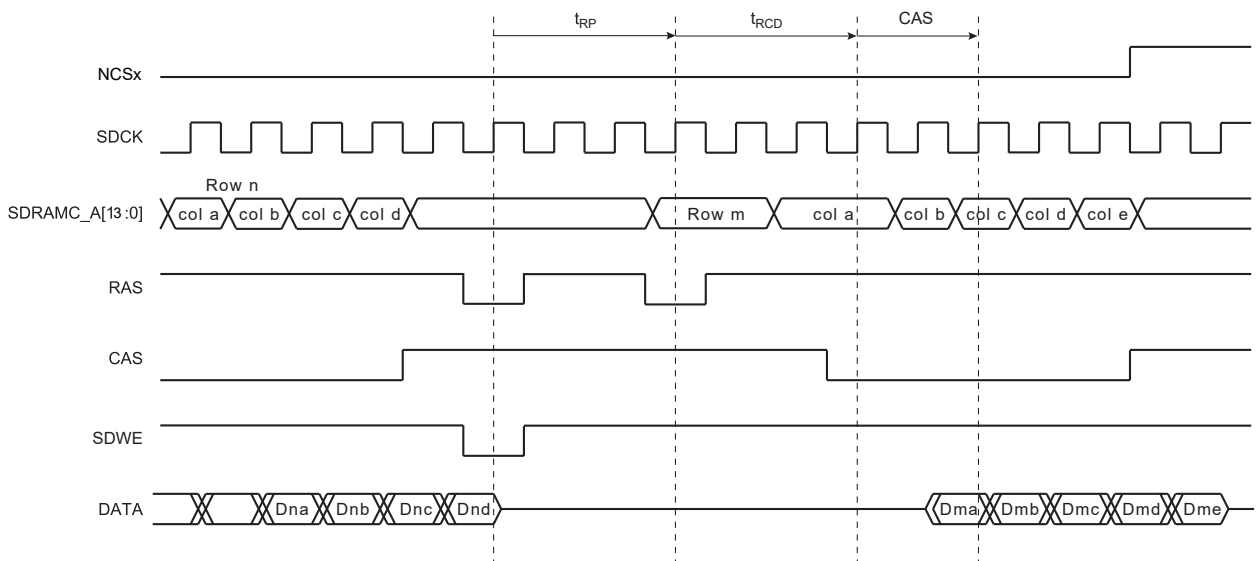 tRP tRCD CAS
NCSx
SDCK
Row n
SDRAMC_A[13:0] col a col b col c col d Row m col a col b col c col d col e
RAS
CAS
SDWE
DATA Dna Dnb Dnc Dnd Dma Dmb Dmc Dmd Dme